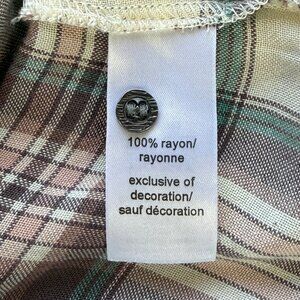 100% rayon/
rayonne
exclusive of
decoration/
sauf décoration